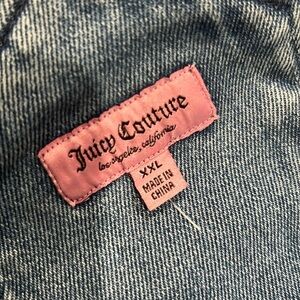 Juicy Couture
los angeles, california
XXL
MADE IN
CHINA